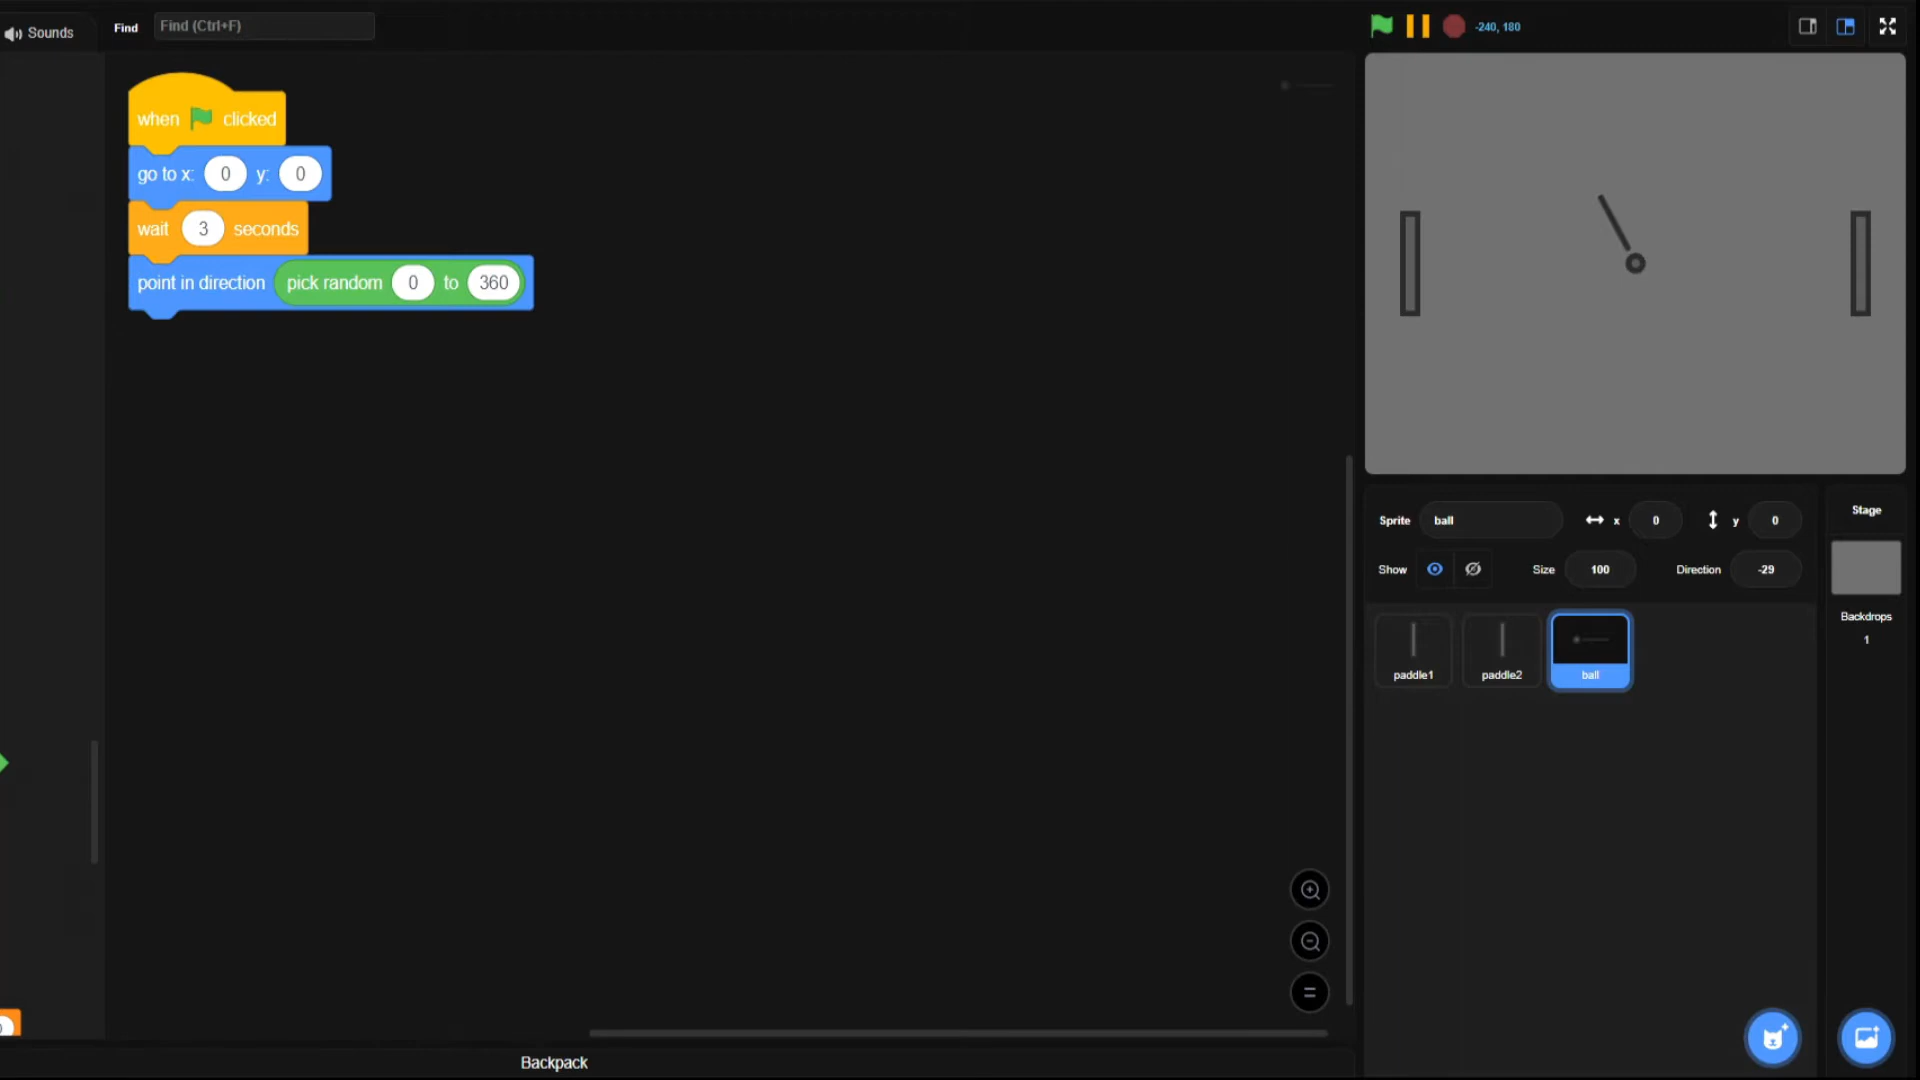 Sounds
Find
Find (Ctrl+F)
-240, 180
when clicked
go to x: 0 y: 0
wait 3 seconds
point in direction pick random 0 to 360
Sprite ball x 0 y 0
Show Size 100 Direction -29
paddle1
paddle2
ball
Stage
Backdrops
1
Backpack